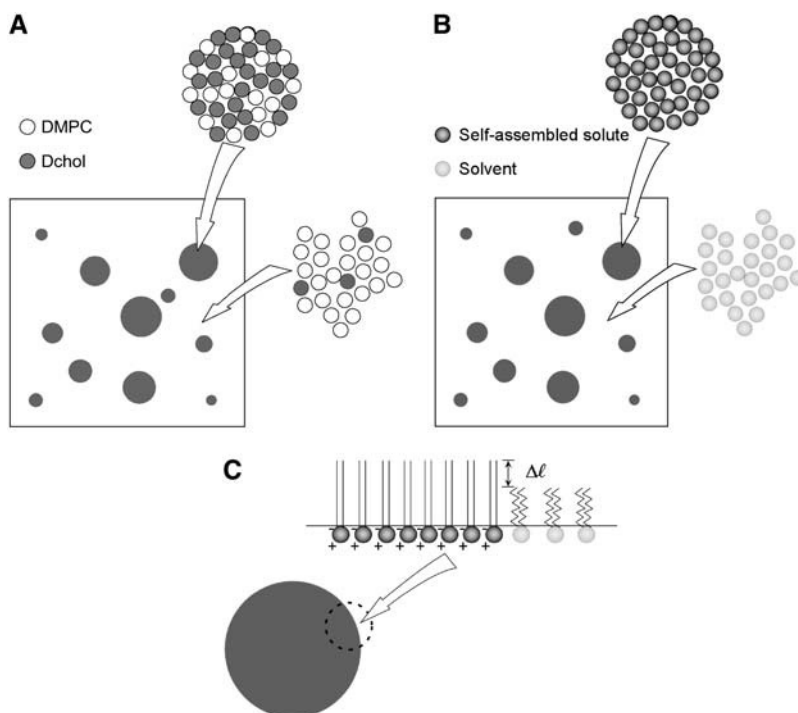 A
DMPC
Dchol
B
Self-assembled solute
Solvent
C
Δℓ
− − − − − − − −
+ + + + + + + +